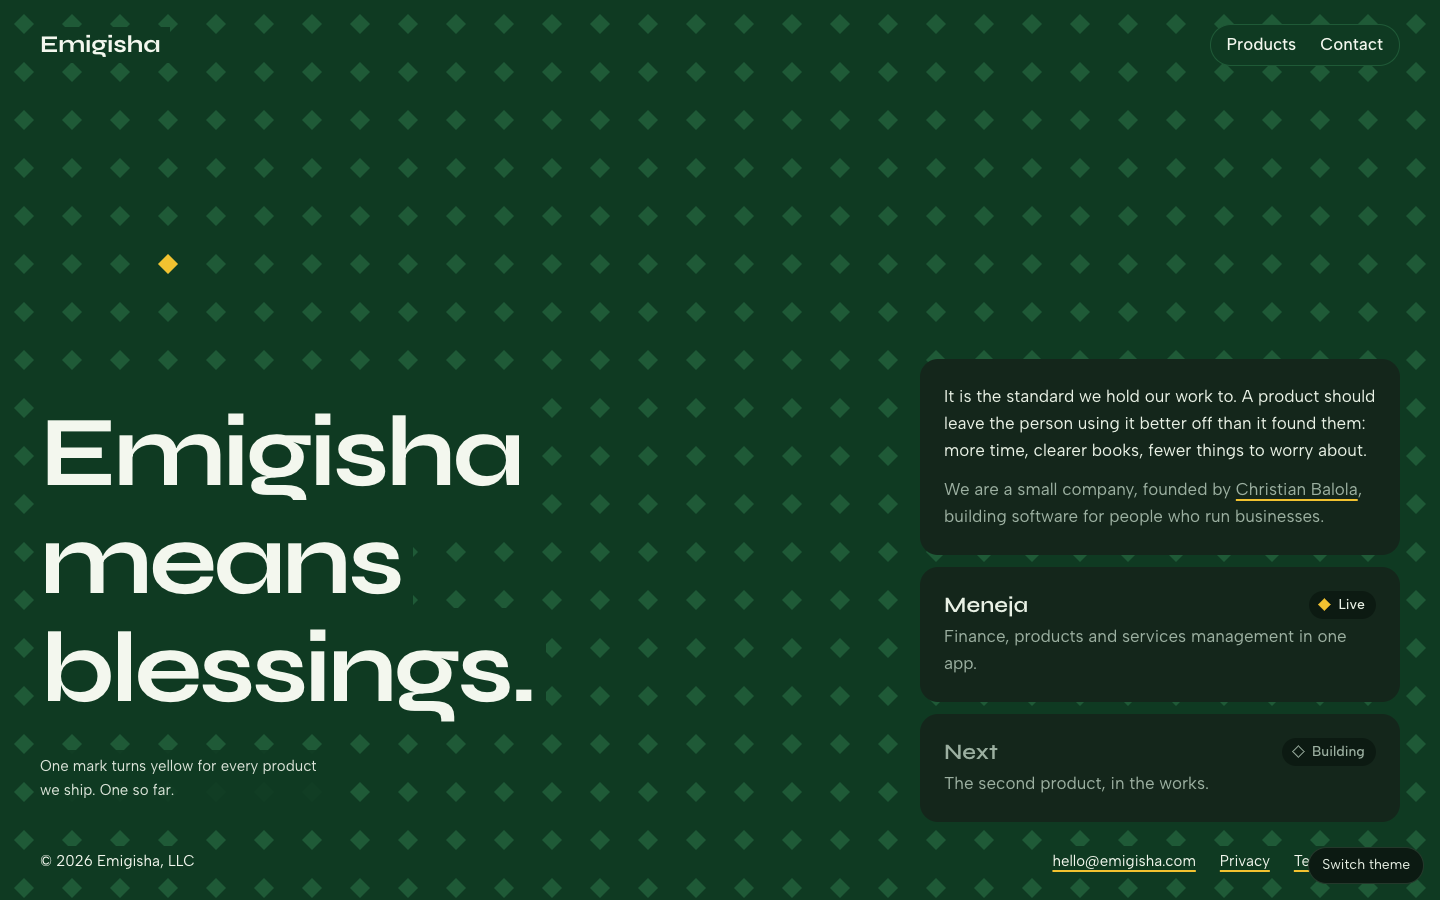 Emigisha
Products Contact
Emigisha
means
blessings.
One mark turns yellow for every product
we ship. One so far.
It is the standard we hold our work to. A product should
leave the person using it better off than it found them:
more time, clearer books, fewer things to worry about.
We are a small company, founded by Christian Balola,
building software for people who run businesses.
Meneja
Live
Finance, products and services management in one
app.
Next
Building
The second product, in the works.
© 2026 Emigisha, LLC
hello@emigisha.com Privacy
Switch theme